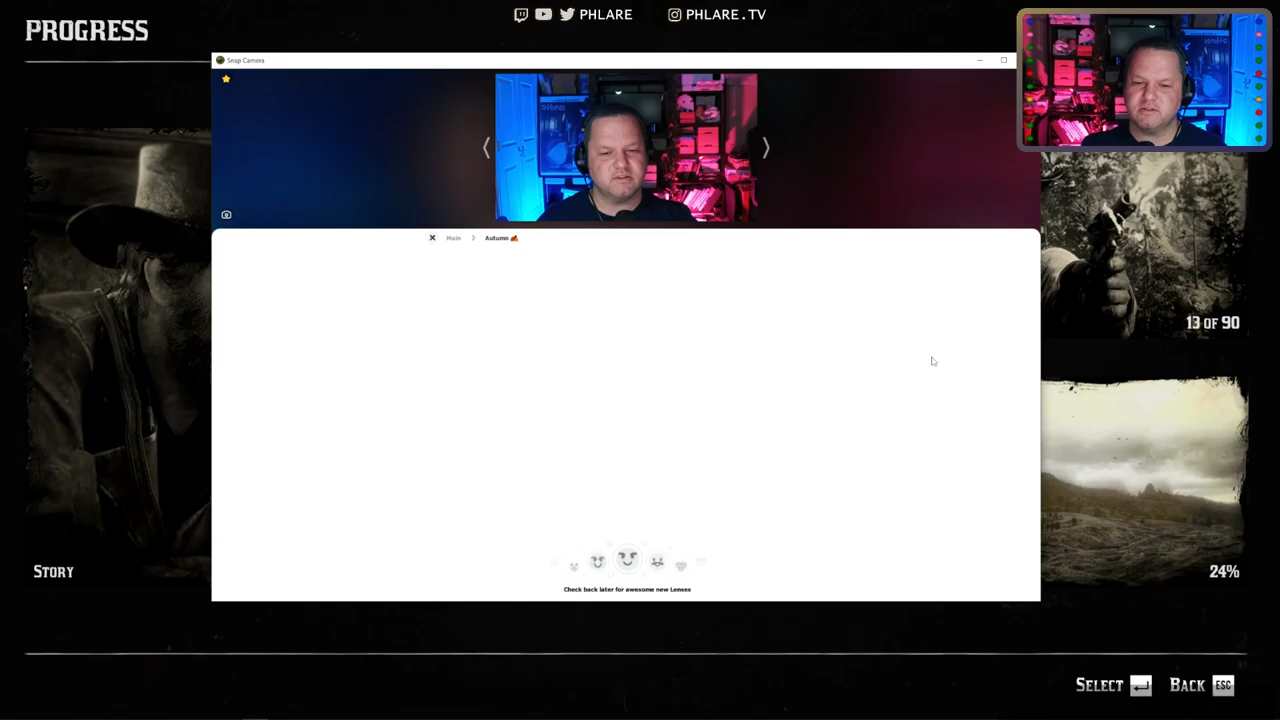 PROGRESS
PHLARE
PHLARE.TV
Snap Camera
Main
Autumn
13 OF 90
STORY
24%
Check back later for awesome new Lenses
SELECT
BACK ESC